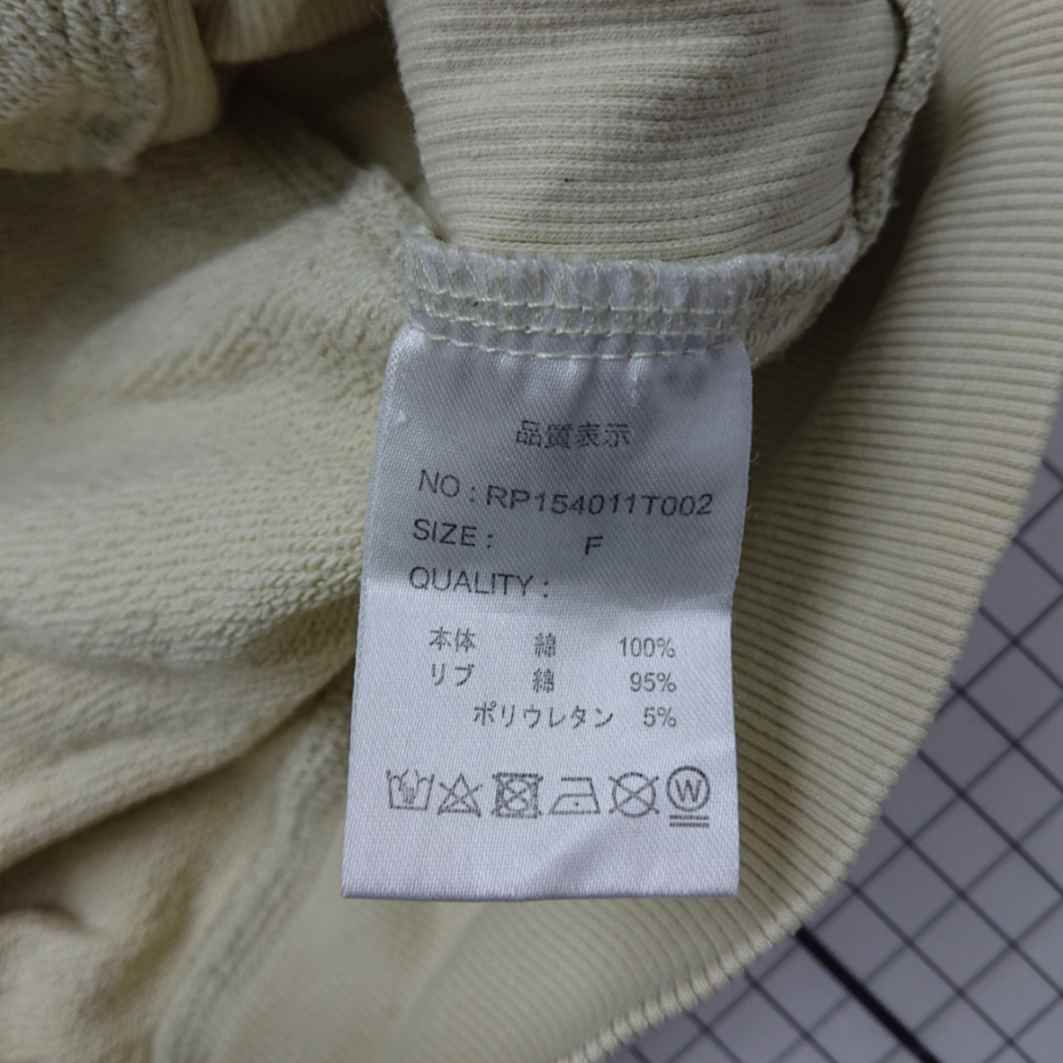 品質表示
NO : RP154011T002
SIZE : F
QUALITY :
本体 綿 100%
リブ 綿 95%
ポリウレタン 5%
W